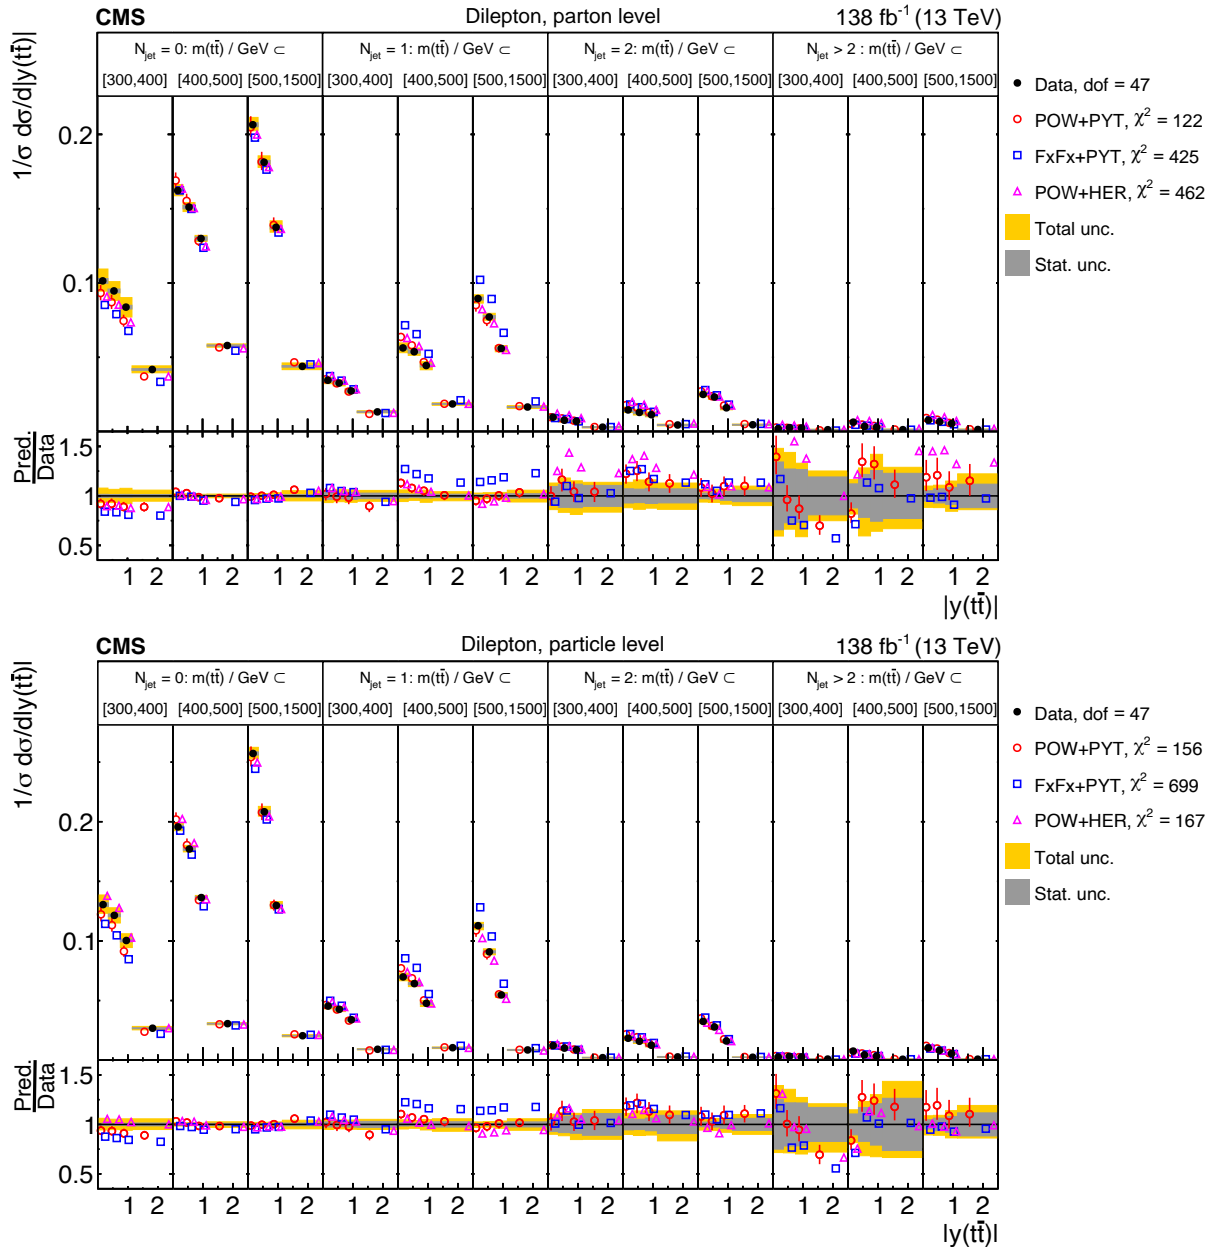 CMS Dilepton, parton level 138 fb⁻¹ (13 TeV)
N_jet = 0: m(tt̄) / GeV ⊂ N_jet = 1: m(tt̄) / GeV ⊂ N_jet = 2: m(tt̄) / GeV ⊂ N_jet > 2 : m(tt̄) / GeV ⊂
[300,400] [400,500] [500,1500] [300,400] [400,500] [500,1500] [300,400] [400,500] [500,1500] [300,400] [400,500] [500,1500]
1/σ dσ/d|y(tt̄)|
0.2
0.1
Data, dof = 47
POW+PYT, χ² = 122
FxFx+PYT, χ² = 425
POW+HER, χ² = 462
Total unc.
Stat. unc.
Pred.
Data
1.5
1
0.5
1 2 1 2 1 2 1 2 1 2 1 2 1 2 1 2 1 2 1 2 1 2 1 2
|y(tt̄)|
CMS Dilepton, particle level 138 fb⁻¹ (13 TeV)
N_jet = 0: m(tt̄) / GeV ⊂ N_jet = 1: m(tt̄) / GeV ⊂ N_jet = 2: m(tt̄) / GeV ⊂ N_jet > 2 : m(tt̄) / GeV ⊂
[300,400] [400,500] [500,1500] [300,400] [400,500] [500,1500] [300,400] [400,500] [500,1500] [300,400] [400,500] [500,1500]
1/σ dσ/d|y(tt̄)|
0.2
0.1
Data, dof = 47
POW+PYT, χ² = 156
FxFx+PYT, χ² = 699
POW+HER, χ² = 167
Total unc.
Stat. unc.
Pred.
Data
1.5
1
0.5
1 2 1 2 1 2 1 2 1 2 1 2 1 2 1 2 1 2 1 2 1 2 1 2
|y(tt̄)|